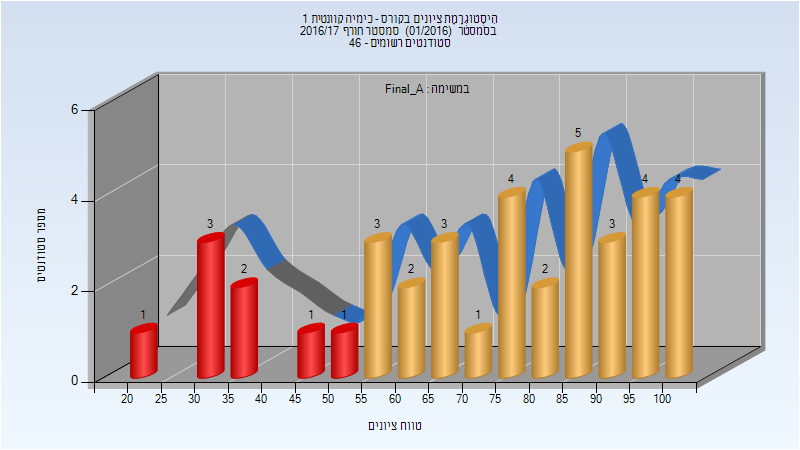 היסטוגרמת ציונים בקורס - כימיה קוונטית 1
בסמסטר (01/2016) סמסטר חורף 2016/17
סטודנטים רשומים - 46
במשימה : Final_A
מספר סטודנטים
6
4
2
0
1
3
2
1
1
3
2
3
1
4
2
5
3
4
4
20 25 30 35 40 45 50 55 60 65 70 75 80 85 90 95 100
טווח ציונים